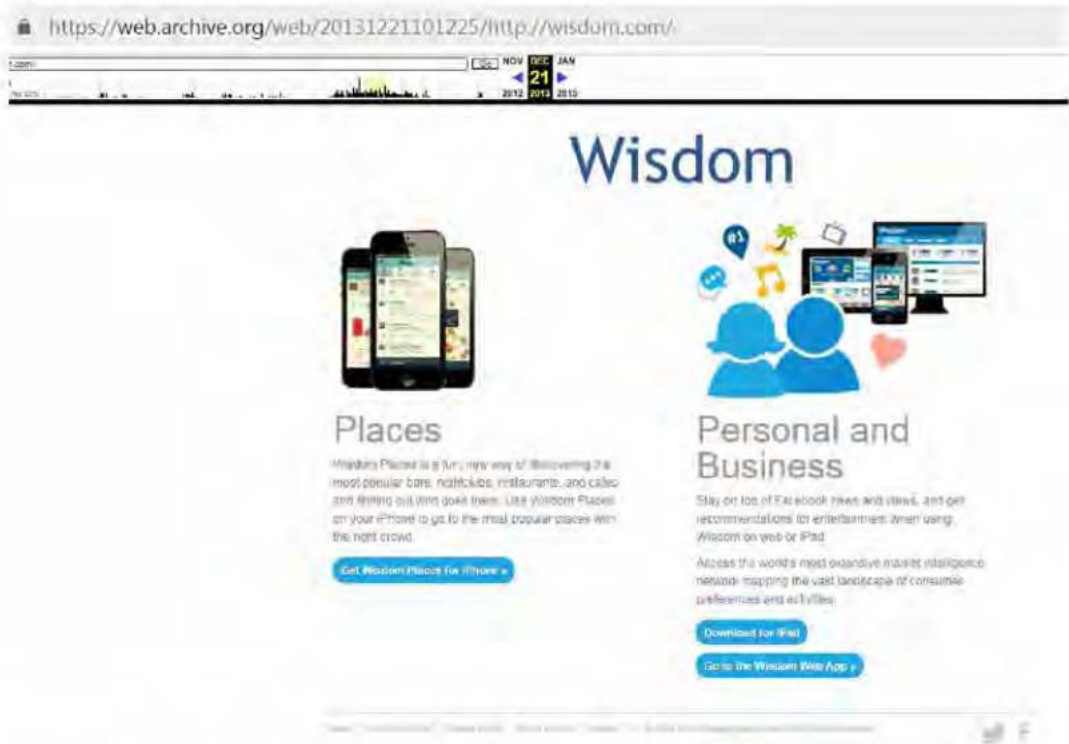 https://web.archive.org/web/20131221101225/http://wisdom.com/
Go
NOV DEC JAN
21
2012 2013 2015
Wisdom
#1
Places
Wisdom Places is a fun, new way of discovering the
most popular bars, nightclubs, restaurants, and cafes
and finding out who goes there. Use Wisdom Places
on your iPhone to go to the most popular places with
the right crowd.
Get Wisdom Places for iPhone »
Personal and
Business
Stay on top of Facebook news and views, and get
recommendations for entertainment when using
Wisdom on web or iPad.
Access the world's most expansive market intelligence
network mapping the vast landscape of consumer
preferences and activities.
Download for iPad
Go to the Wisdom Web App »